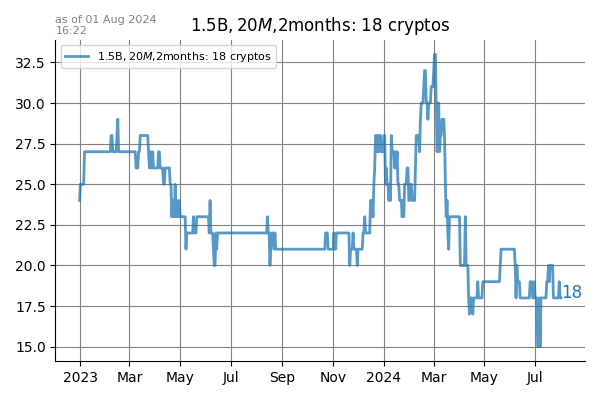 as of 01 Aug 2024
16:22
1.5B, 20M,2months: 18 cryptos
1.5B, 20M,2months: 18 cryptos
32.5
30.0
27.5
25.0
22.5
20.0
17.5
15.0
18
2023 Mar May Jul Sep Nov 2024 Mar May Jul